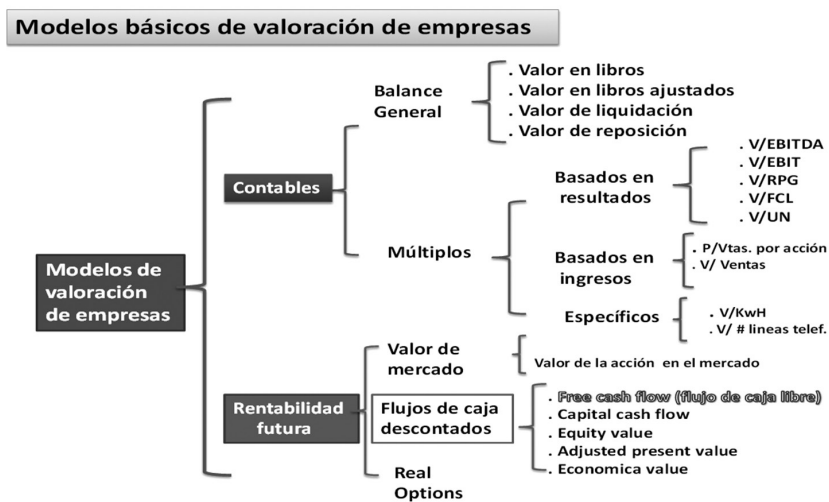 Modelos básicos de valoración de empresas
Modelos de
valoración
de empresas
Contables
Balance
General
. Valor en libros
. Valor en libros ajustados
. Valor de liquidación
. Valor de reposición
Múltiplos
Basados en
resultados
. V/EBITDA
. V/EBIT
. V/RPG
. V/FCL
. V/UN
Basados en
ingresos
. P/Vtas. por acción
. V/ Ventas
Específicos
. V/KwH
. V/ # lineas telef.
Rentabilidad
futura
Valor de
mercado
Valor de la acción en el mercado
Flujos de caja
descontados
. Free cash flow (flujo de caja libre)
. Capital cash flow
. Equity value
. Adjusted present value
. Economica value
Real
Options